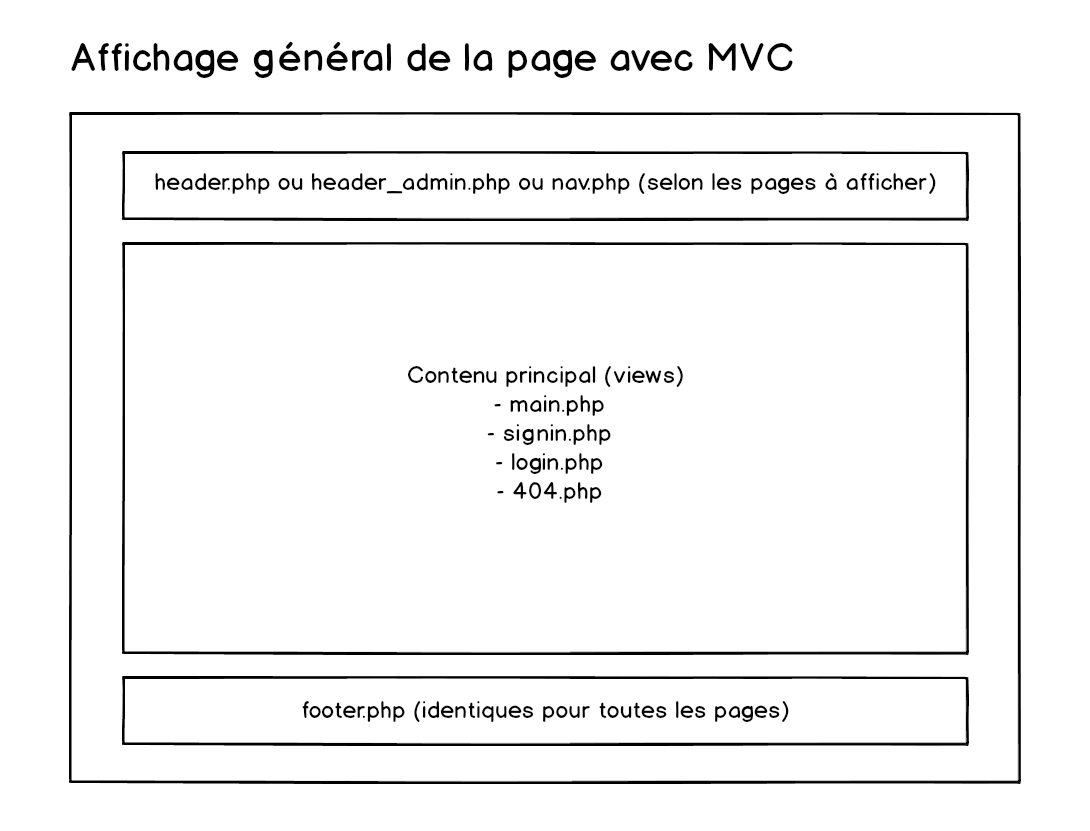 Affichage général de la page avec MVC
header.php ou header_admin.php ou nav.php (selon les pages à afficher)
Contenu principal (views)
- main.php
- signin.php
- login.php
- 404.php
footer.php (identiques pour toutes les pages)